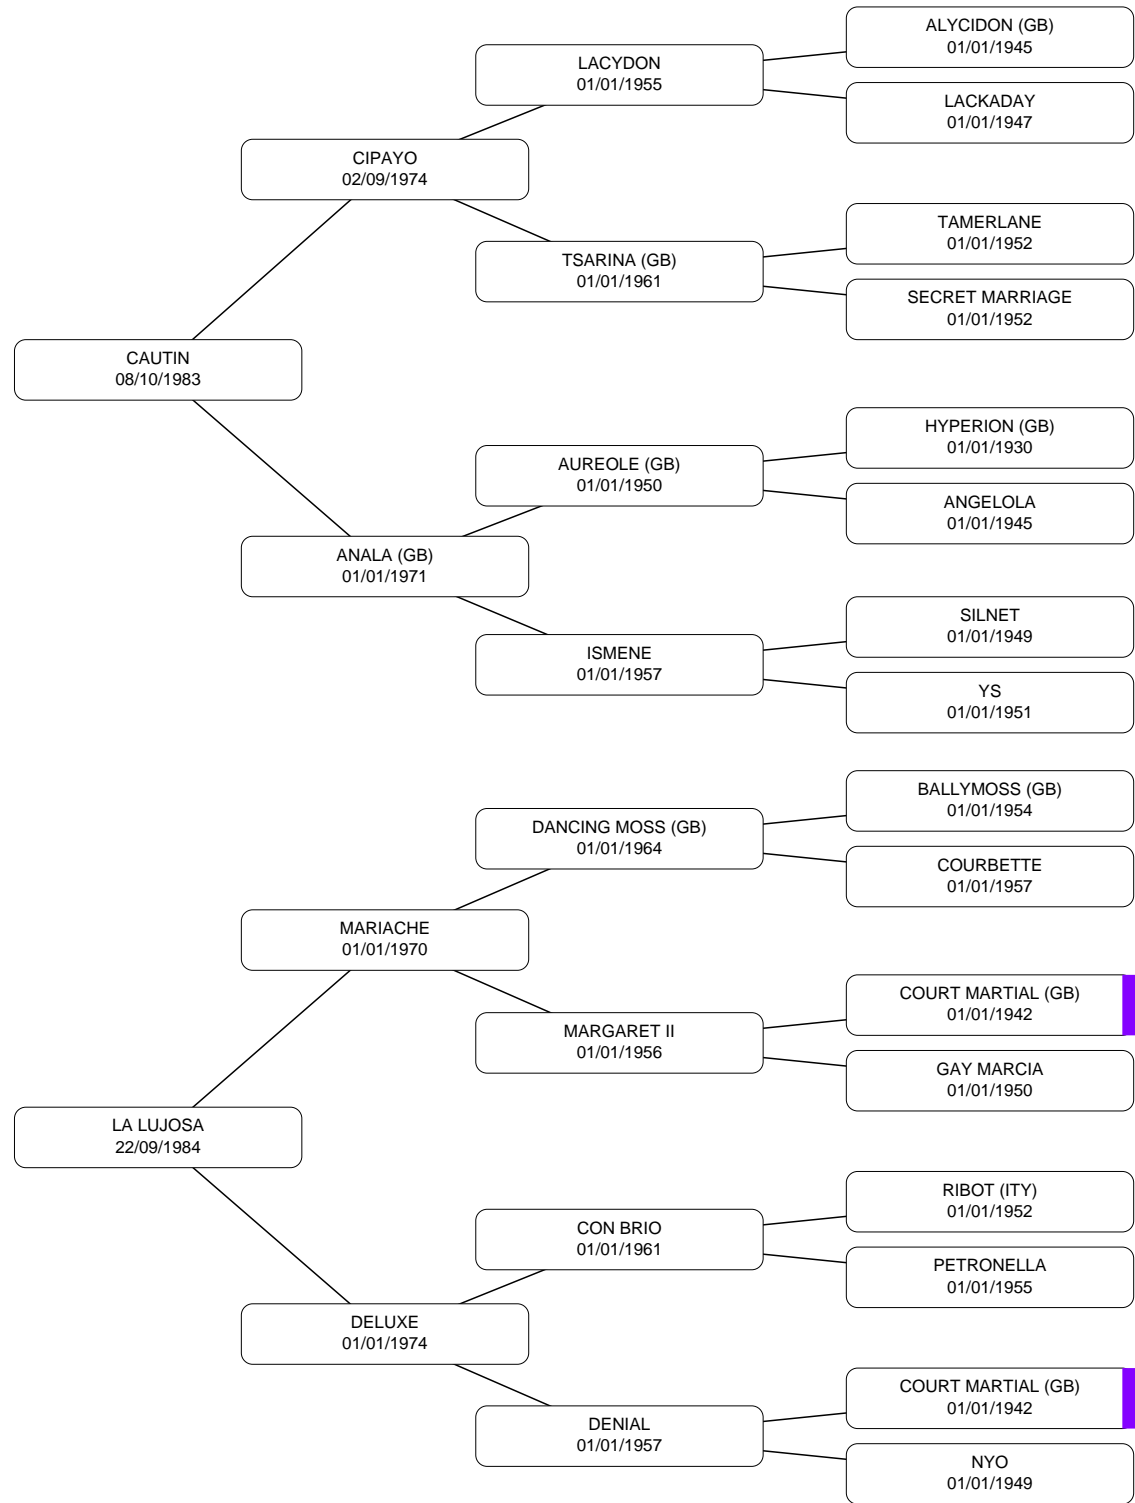 ALYCIDON (GB)
01/01/1945
LACYDON
01/01/1955
LACKADAY
01/01/1947
CIPAYO
02/09/1974
TAMERLANE
01/01/1952
TSARINA (GB)
01/01/1961
SECRET MARRIAGE
01/01/1952
CAUTIN
08/10/1983
HYPERION (GB)
01/01/1930
AUREOLE (GB)
01/01/1950
ANGELOLA
01/01/1945
ANALA (GB)
01/01/1971
SILNET
01/01/1949
ISMENE
01/01/1957
YS
01/01/1951
BALLYMOSS (GB)
01/01/1954
DANCING MOSS (GB)
01/01/1964
COURBETTE
01/01/1957
MARIACHE
01/01/1970
COURT MARTIAL (GB)
01/01/1942
MARGARET II
01/01/1956
GAY MARCIA
01/01/1950
LA LUJOSA
22/09/1984
RIBOT (ITY)
01/01/1952
CON BRIO
01/01/1961
PETRONELLA
01/01/1955
DELUXE
01/01/1974
COURT MARTIAL (GB)
01/01/1942
DENIAL
01/01/1957
NYO
01/01/1949